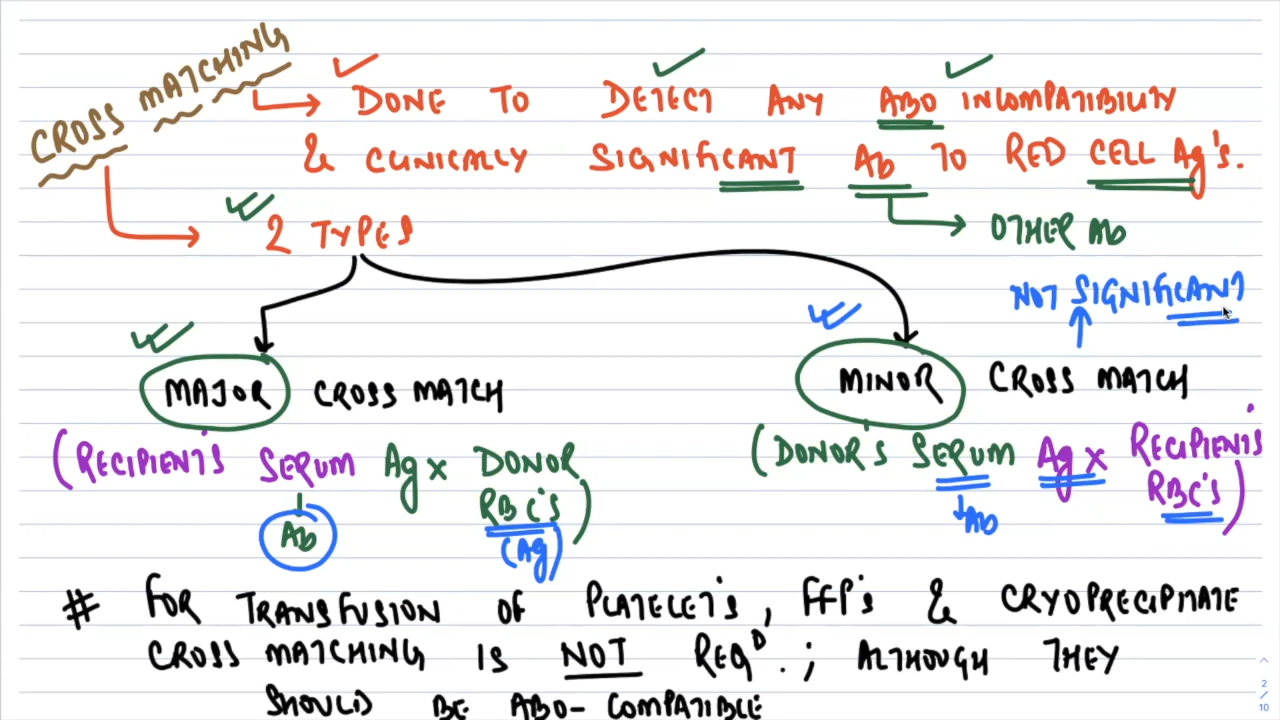 CROSS MATCHING
DONE TO DETECT ANY ABO INCOMPATIBILITY
& CLINICALLY SIGNIFICANT Ab TO RED CELL Ag's.
OTHER Ab
2 TYPES
NOT SIGNIFICANT
MAJOR CROSS MATCH
MINOR CROSS MATCH
(RECIPIENT'S SERUM Ag x DONOR
RBC's)
Ab
(Ag)
(DONOR'S SERUM Ag x RECIPIENT'S
RBC's)
Ab
# FOR TRANSFUSION OF PLATELET'S, FFP's & CRYOPRECIPITATE
CROSS MATCHING IS NOT REQD.; ALTHOUGH THEY
SHOULD BE ABO-COMPATIBLE
2
/
10